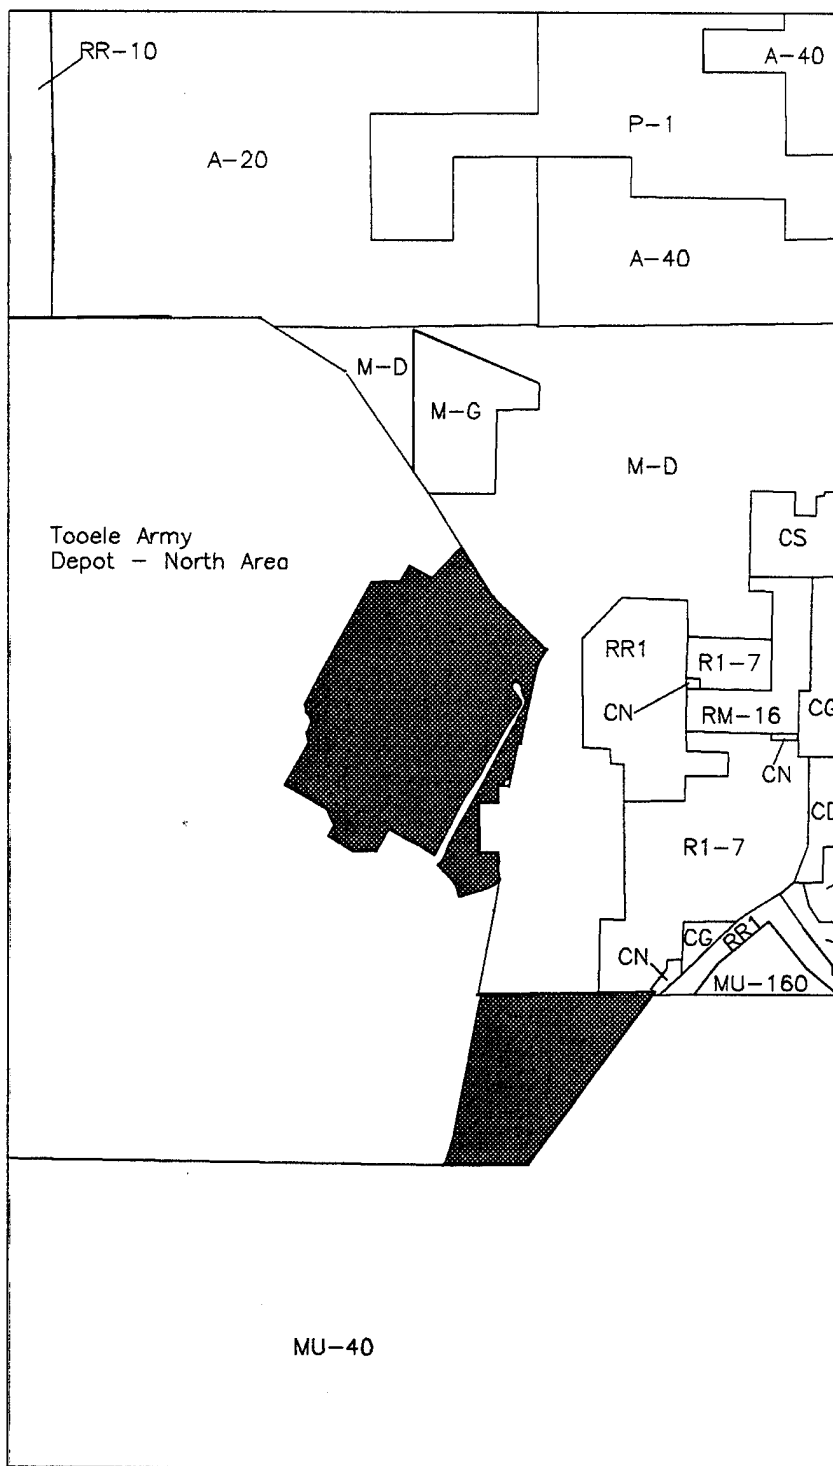 RR-10
A-40
P-1
A-20
A-40
M-D
M-G
M-D
Tooele Army
Depot - North Area
CS
RR1
R1-7
CN
RM-16
CG
CN
R1-7
CG
RR1
CN
MU-160
MU-40